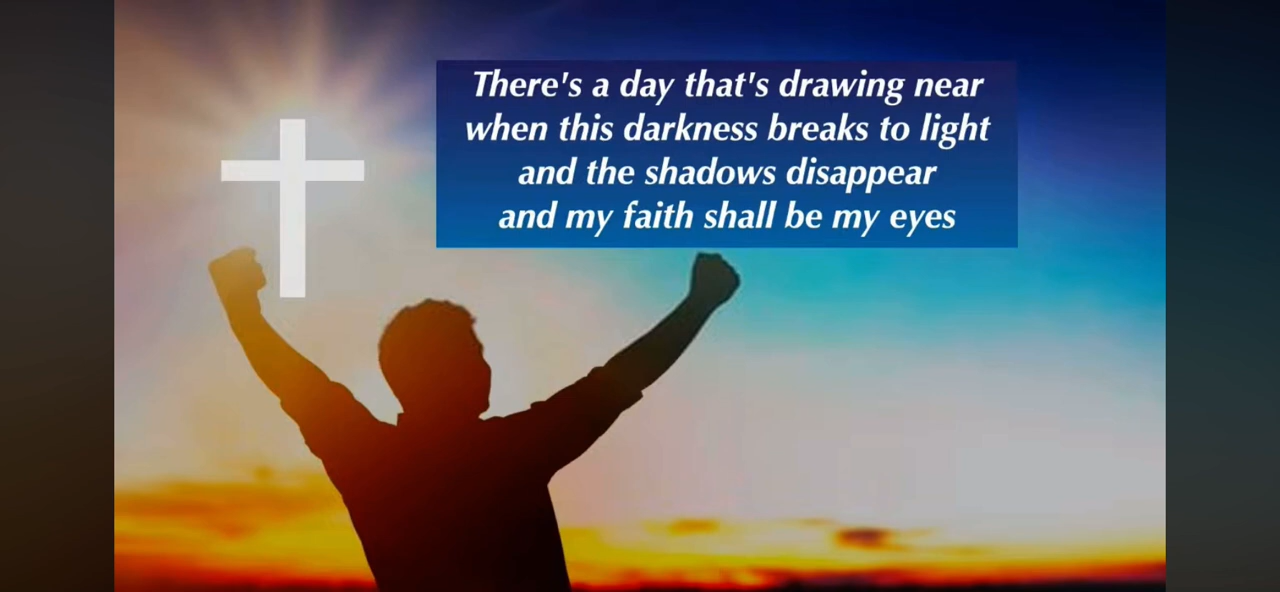 There's a day that's drawing near
when this darkness breaks to light
and the shadows disappear
and my faith shall be my eyes